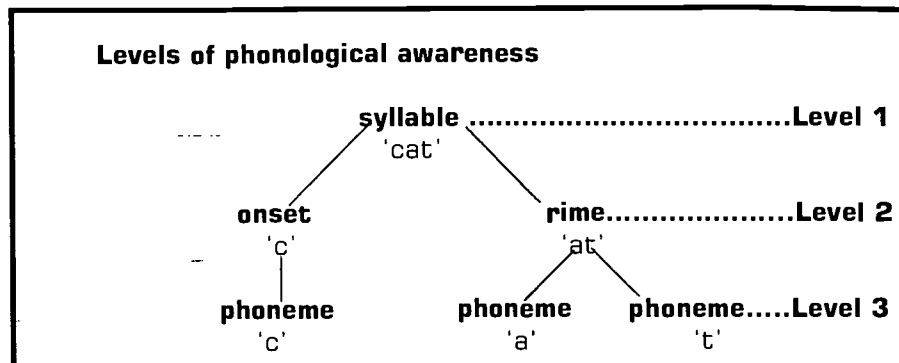 Levels of phonological awareness
syllable ....................................Level 1
'cat'
onset rime.....................Level 2
'c' 'at'
phoneme phoneme phoneme.....Level 3
'c' 'a' 't'